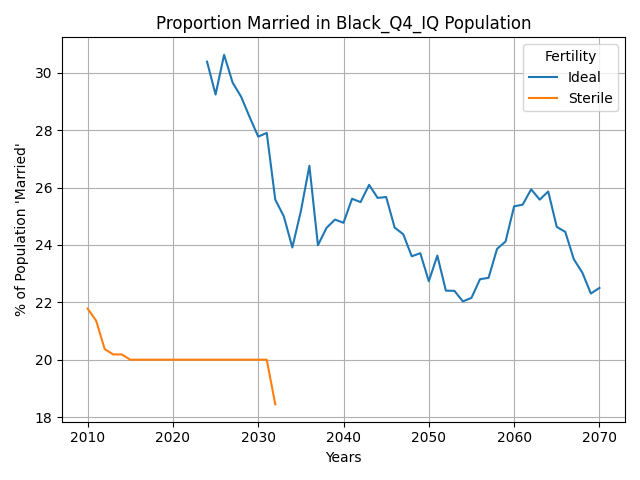 Proportion Married in Black_Q4_IQ Population
% of Population 'Married'
30
28
26
24
22
20
18
Fertility
Ideal
Sterile
2010 2020 2030 2040 2050 2060 2070
Years